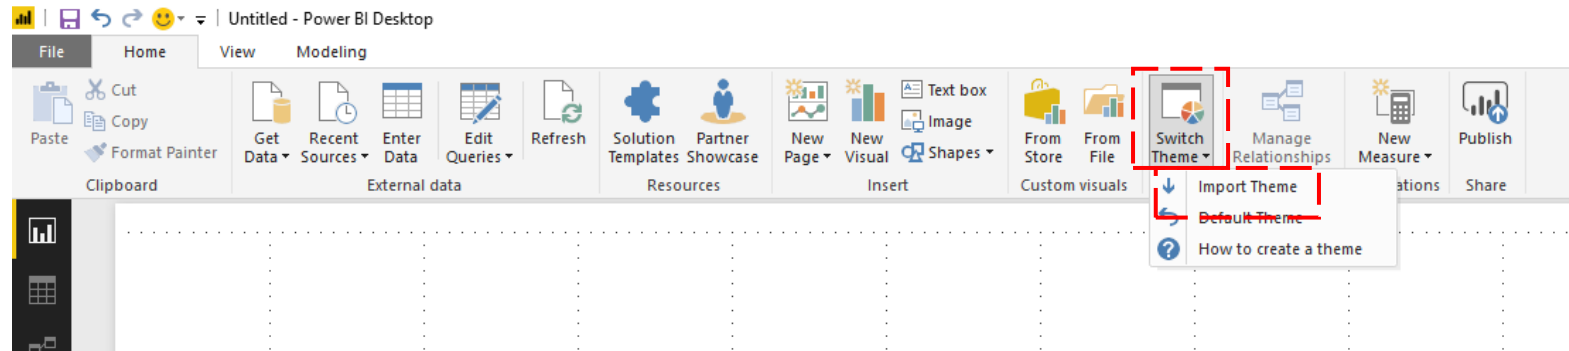 Untitled - Power BI Desktop
File Home View Modeling
Paste
Cut
Copy
Format Painter
Clipboard
Get Data
Recent Sources
Enter Data
Edit Queries
Refresh
External data
Solution Templates
Partner Showcase
Resources
New Page
New Visual
Text box
Image
Shapes
Insert
From Store
From File
Custom visuals
Switch Theme
Manage Relationships
New Measure
ations
Publish
Share
Import Theme
Default Theme
How to create a theme